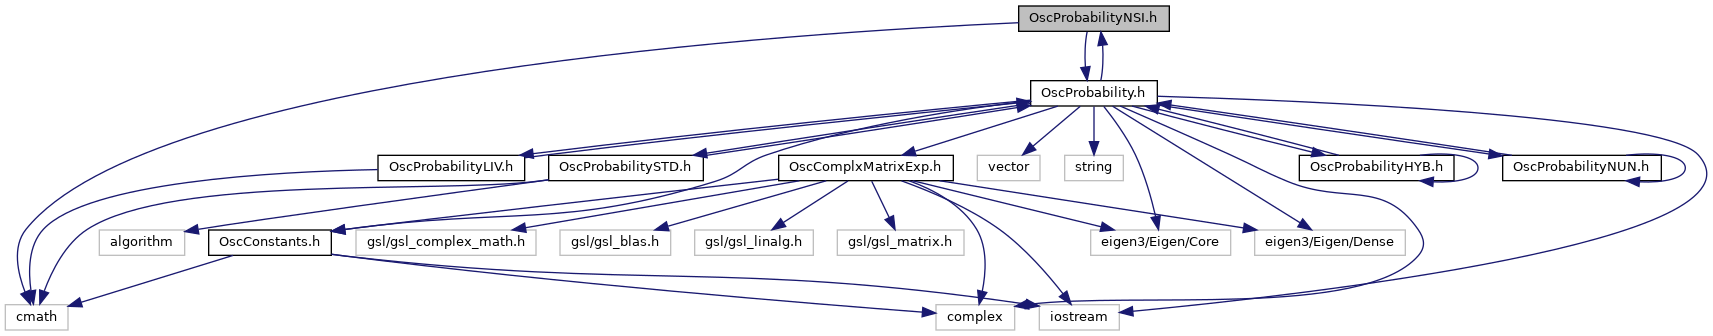 OscProbabilityNSI.h
OscProbability.h
OscProbabilityLIV.h
OscProbabilitySTD.h
OscComplxMatrixExp.h
vector
string
OscProbabilityHYB.h
OscProbabilityNUN.h
algorithm
OscConstants.h
gsl/gsl_complex_math.h
gsl/gsl_blas.h
gsl/gsl_linalg.h
gsl/gsl_matrix.h
eigen3/Eigen/Core
eigen3/Eigen/Dense
cmath
complex
iostream